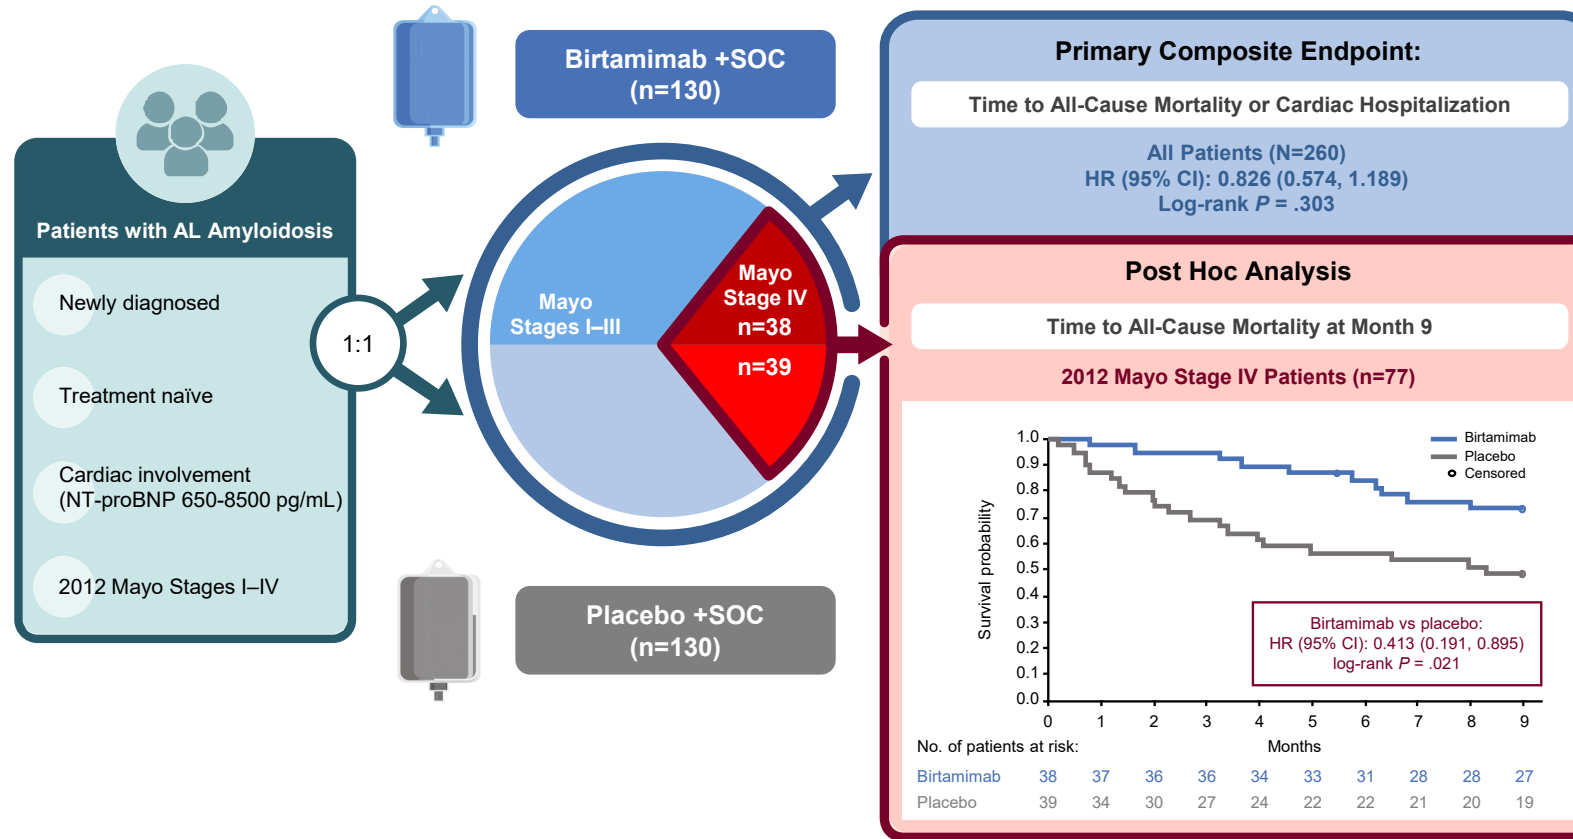 Patients with AL Amyloidosis
Newly diagnosed
Treatment naïve
Cardiac involvement
(NT-proBNP 650-8500 pg/mL)
2012 Mayo Stages I–IV
1:1
Birtamimab +SOC
(n=130)
Mayo
Stages I–III
Mayo
Stage IV
n=38
n=39
Placebo +SOC
(n=130)
Primary Composite Endpoint:
Time to All-Cause Mortality or Cardiac Hospitalization
All Patients (N=260)
HR (95% CI): 0.826 (0.574, 1.189)
Log-rank P = .303
Post Hoc Analysis
Time to All-Cause Mortality at Month 9
2012 Mayo Stage IV Patients (n=77)
Survival probability
1.0
0.9
0.8
0.7
0.6
0.5
0.4
0.3
0.2
0.1
0.0
Birtamimab
Placebo
Censored
Birtamimab vs placebo:
HR (95% CI): 0.413 (0.191, 0.895)
log-rank P = .021
0 1 2 3 4 5 6 7 8 9
No. of patients at risk: Months
Birtamimab 38 37 36 36 34 33 31 28 28 27
Placebo 39 34 30 27 24 22 22 21 20 19